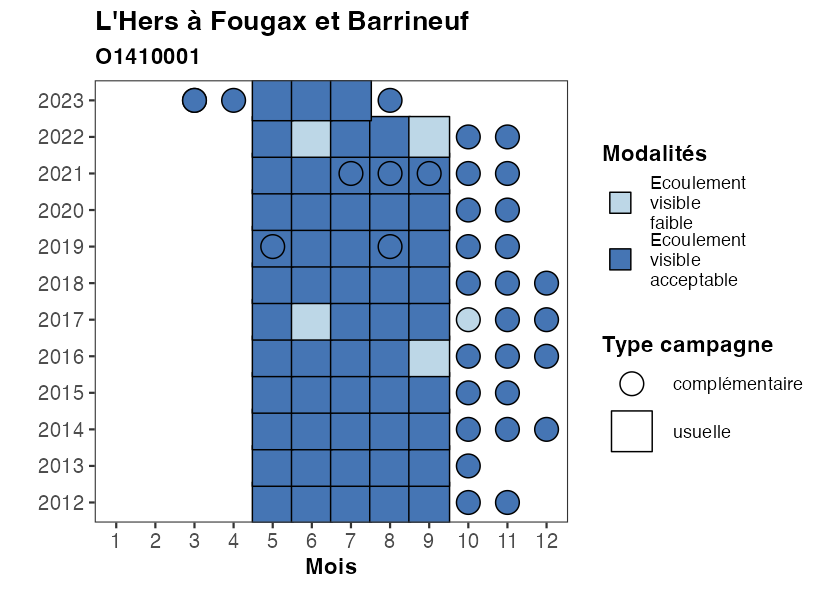 L'Hers à Fougax et Barrineuf
O1410001
2023
2022
2021
2020
2019
2018
2017
2016
2015
2014
2013
2012
1 2 3 4 5 6 7 8 9 10 11 12
Mois
Modalités
Ecoulement
visible
faible
Ecoulement
visible
acceptable
Type campagne
complémentaire
usuelle